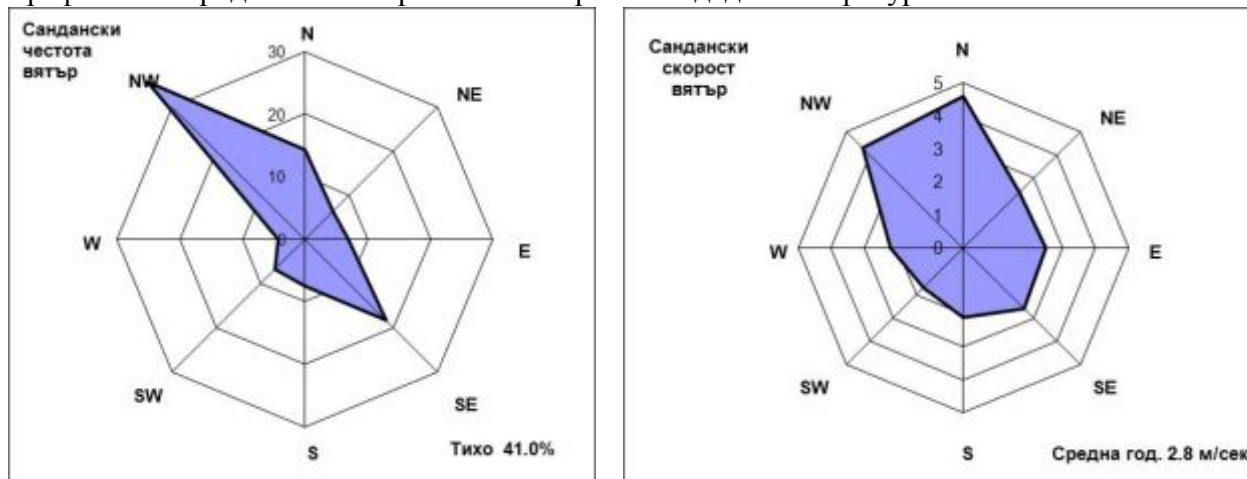 Сандански
честота
вятър
N
NE
E
SE
S
SW
W
NW
30
20
10
0
Тихо 41.0%
Сандански
скорост
вятър
N
NE
E
SE
S
SW
W
NW
5
4
3
2
1
0
Средна год. 2.8 м/сек